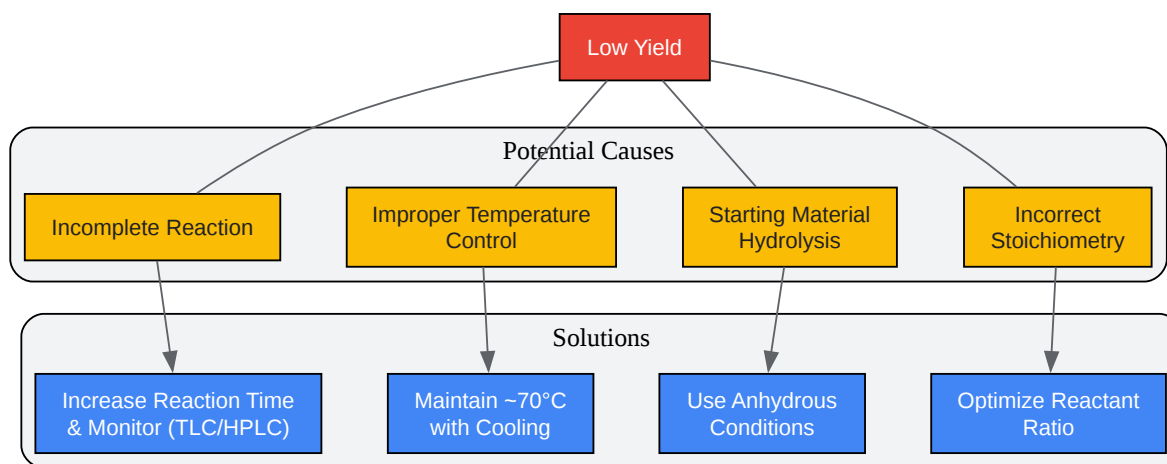 Low Yield
Potential Causes
Incomplete Reaction
Improper Temperature
Control
Starting Material
Hydrolysis
Incorrect
Stoichiometry
Solutions
Increase Reaction Time
& Monitor (TLC/HPLC)
Maintain ~70°C
with Cooling
Use Anhydrous
Conditions
Optimize Reactant
Ratio